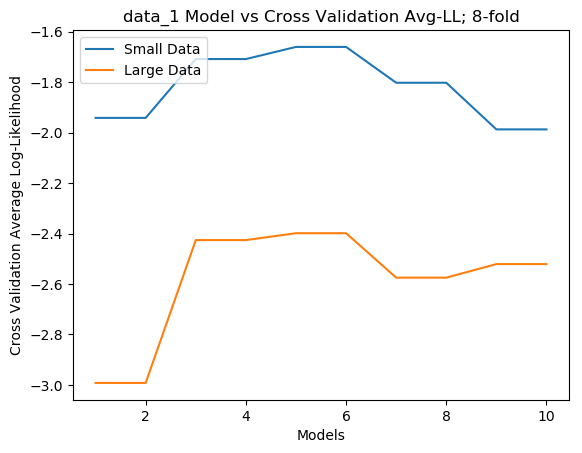 data_1 Model vs Cross Validation Avg-LL; 8-fold
Small Data
Large Data
Cross Validation Average Log-Likelihood
−1.6
−1.8
−2.0
−2.2
−2.4
−2.6
−2.8
−3.0
2 4 6 8 10
Models